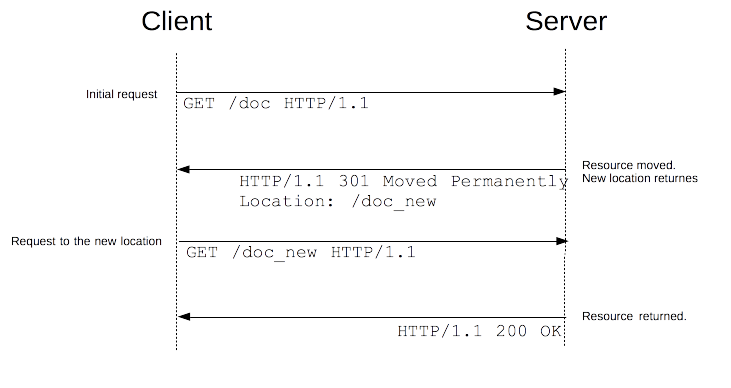 Client
Server
Initial request
GET /doc HTTP/1.1
Resource moved.
New location returnes
HTTP/1.1 301 Moved Permanently
Location: /doc_new
Request to the new location
GET /doc_new HTTP/1.1
Resource returned.
HTTP/1.1 200 OK